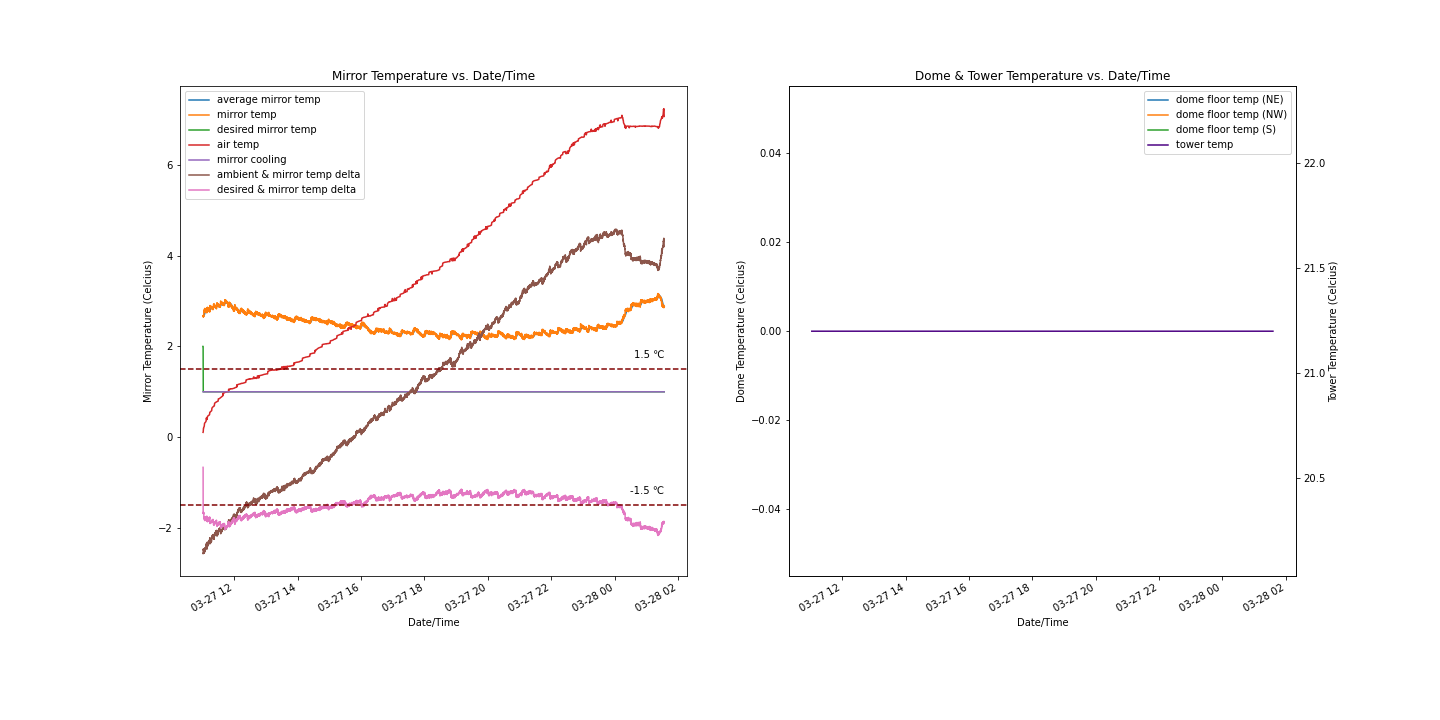 Mirror Temperature vs. Date/Time
average mirror temp
mirror temp
desired mirror temp
air temp
mirror cooling
ambient & mirror temp delta
desired & mirror temp delta
6
4
2
0
−2
Mirror Temperature (Celcius)
1.5 °C
-1.5 °C
03-27 12
03-27 14
03-27 16
03-27 18
03-27 20
03-27 22
03-28 00
03-28 02
Date/Time
Dome & Tower Temperature vs. Date/Time
dome floor temp (NE)
dome floor temp (NW)
dome floor temp (S)
tower temp
0.04
0.02
0.00
−0.02
−0.04
Dome Temperature (Celcius)
22.0
21.5
21.0
20.5
Tower Temperature (Celcius)
03-27 12
03-27 14
03-27 16
03-27 18
03-27 20
03-27 22
03-28 00
03-28 02
Date/Time